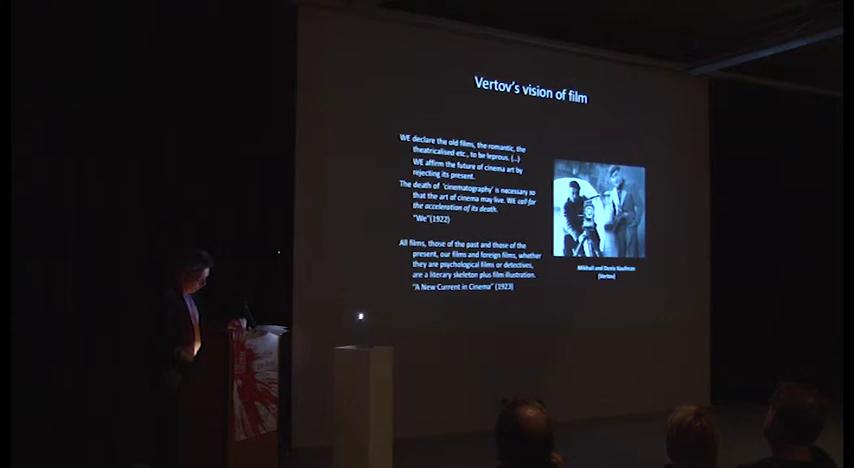 Vertov's vision of film
WE declare the old films, the romantic, the
theatricalised etc., to be leprous. (...)
WE affirm the future of cinema art by
rejecting its present.
The death of 'cinematography' is necessary so
that the art of cinema may live. WE call for
the acceleration of its death.
"We"(1922)
All films, those of the past and those of the
present, our films and foreign films, whether
they are psychological films or detectives,
are a literary skeleton plus film illustration.
"A New Current in Cinema" (1923)
Mikhail and Denis Kaufman
(Vertov)